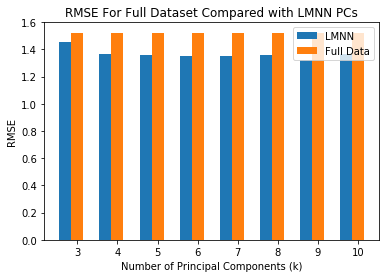 RMSE For Full Dataset Compared with LMNN PCs
1.6
1.4
1.2
1.0
0.8
0.6
0.4
0.2
0.0
RMSE
LMNN
Full Data
3 4 5 6 7 8 9 10
Number of Principal Components (k)